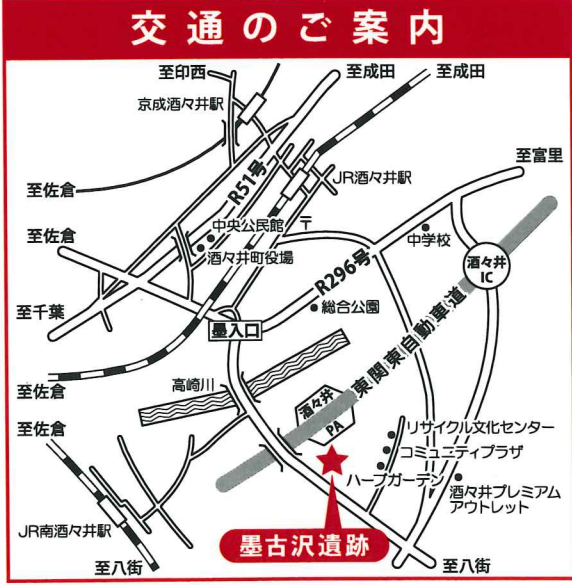 交通のご案内
至印西
至成田
至成田
京成酒々井駅
至富里
JR酒々井駅
至佐倉
R51号
〒
中央公民館
至佐倉
酒々井町役場
中学校
酒々井
IC
R296号
至千葉
総合公園
墨入口
東関東自動車道
高崎川
至佐倉
酒々井
PA
至佐倉
リサイクル文化センター
コミュニティプラザ
ハーブガーデン
酒々井プレミアム
アウトレット
JR南酒々井駅
墨古沢遺跡
至八街
至八街